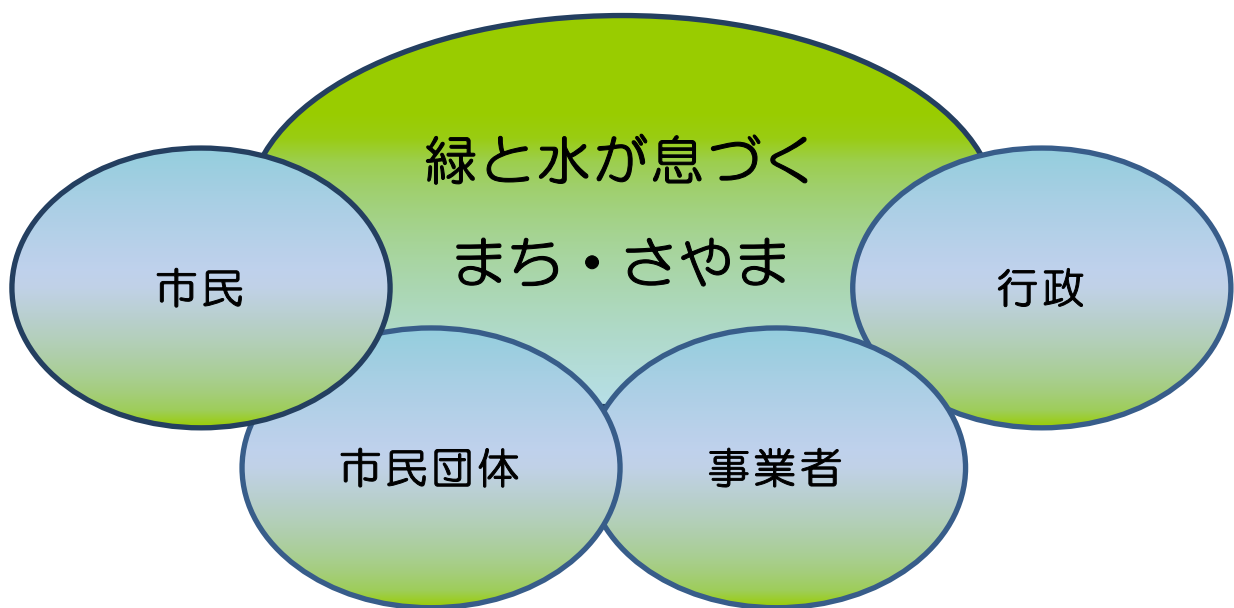 緑と水が息づく
まち・さやま
市民
行政
市民団体
事業者